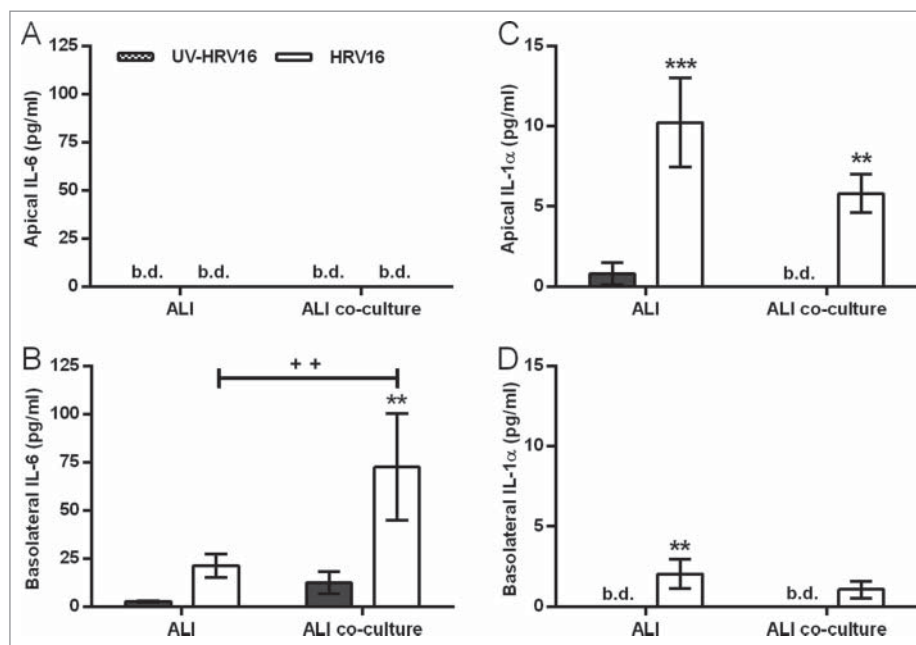 A
125
100
75
50
25
0
Apical IL-6 (pg/ml)
UV-HRV16 HRV16
b.d. b.d. b.d. b.d.
ALI ALI co-culture
C
15
10
5
0
Apical IL-1α (pg/ml)
***
**
b.d.
ALI ALI co-culture
B
125
100
75
50
25
0
Basolateral IL-6 (pg/ml)
+ +
**
ALI ALI co-culture
D
15
10
5
0
Basolateral IL-1α (pg/ml)
**
b.d. b.d.
ALI ALI co-culture